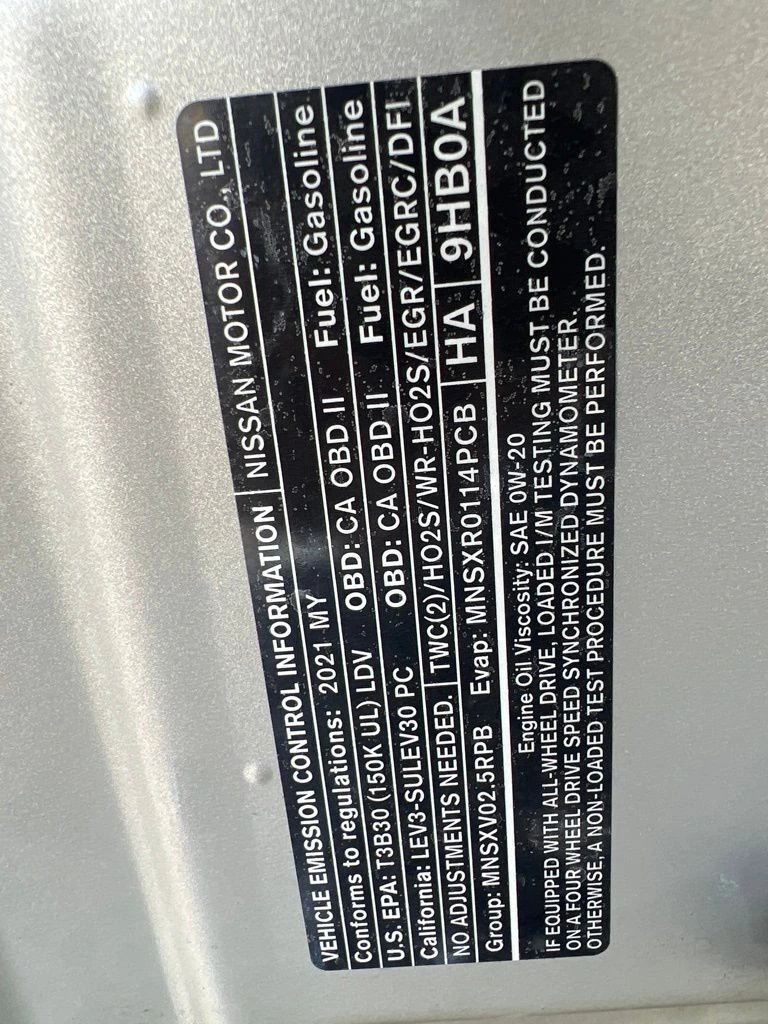 VEHICLE EMISSION CONTROL INFORMATION NISSAN MOTOR CO., LTD
Conforms to regulations: 2021 MY Fuel: Gasoline
U.S. EPA: T3B30 (150K UL) LDV OBD: CA OBD II Fuel: Gasoline
California: LEV3-SULEV30 PC OBD: CA OBD II
NO ADJUSTMENTS NEEDED. TWC(2)/HO2S/WR-HO2S/EGR/EGRC/DFI
Group: MNSXV02.5RPB Evap: MNSXR0114PCB HA 9HB0A
Engine Oil Viscosity: SAE 0W-20
IF EQUIPPED WITH ALL-WHEEL DRIVE, LOADED I/M TESTING MUST BE CONDUCTED
ON A FOUR WHEEL DRIVE SPEED SYNCHRONIZED DYNAMOMETER.
OTHERWISE, A NON-LOADED TEST PROCEDURE MUST BE PERFORMED.